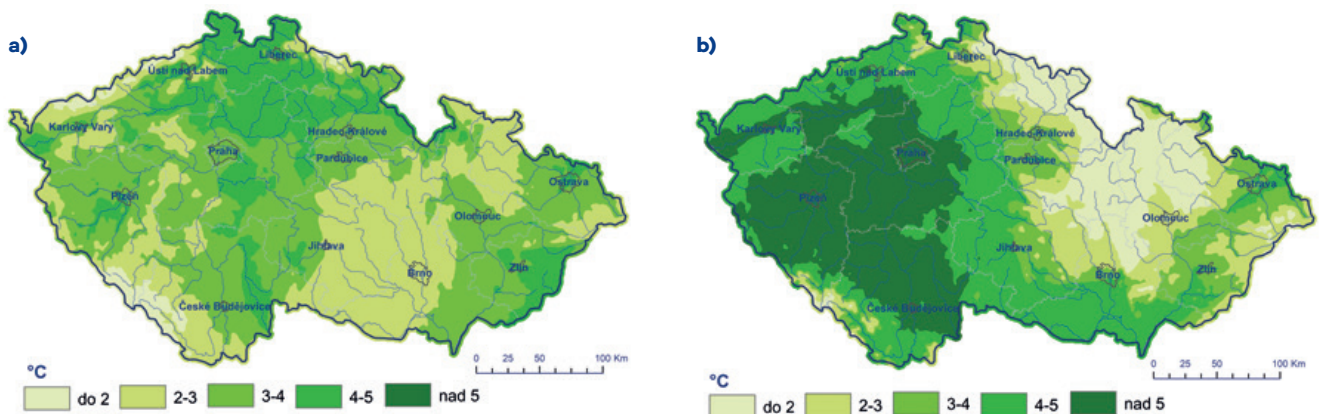 a)
Liberec
Ústí nad Labem
Karlovy Vary
Hradec Králové
Praha
Pardubice
Ostrava
Plzeň
Olomouc
Jihlava
Zlín
Brno
České Budějovice
0 25 50 100 Km
°C
do 2 2-3 3-4 4-5 nad 5
b)
Liberec
Ústí nad Labem
Karlovy Vary
Hradec Králové
Praha
Pardubice
Ostrava
Plzeň
Olomouc
Jihlava
Zlín
Brno
České Budějovice
0 25 50 100 Km
°C
do 2 2-3 3-4 4-5 nad 5